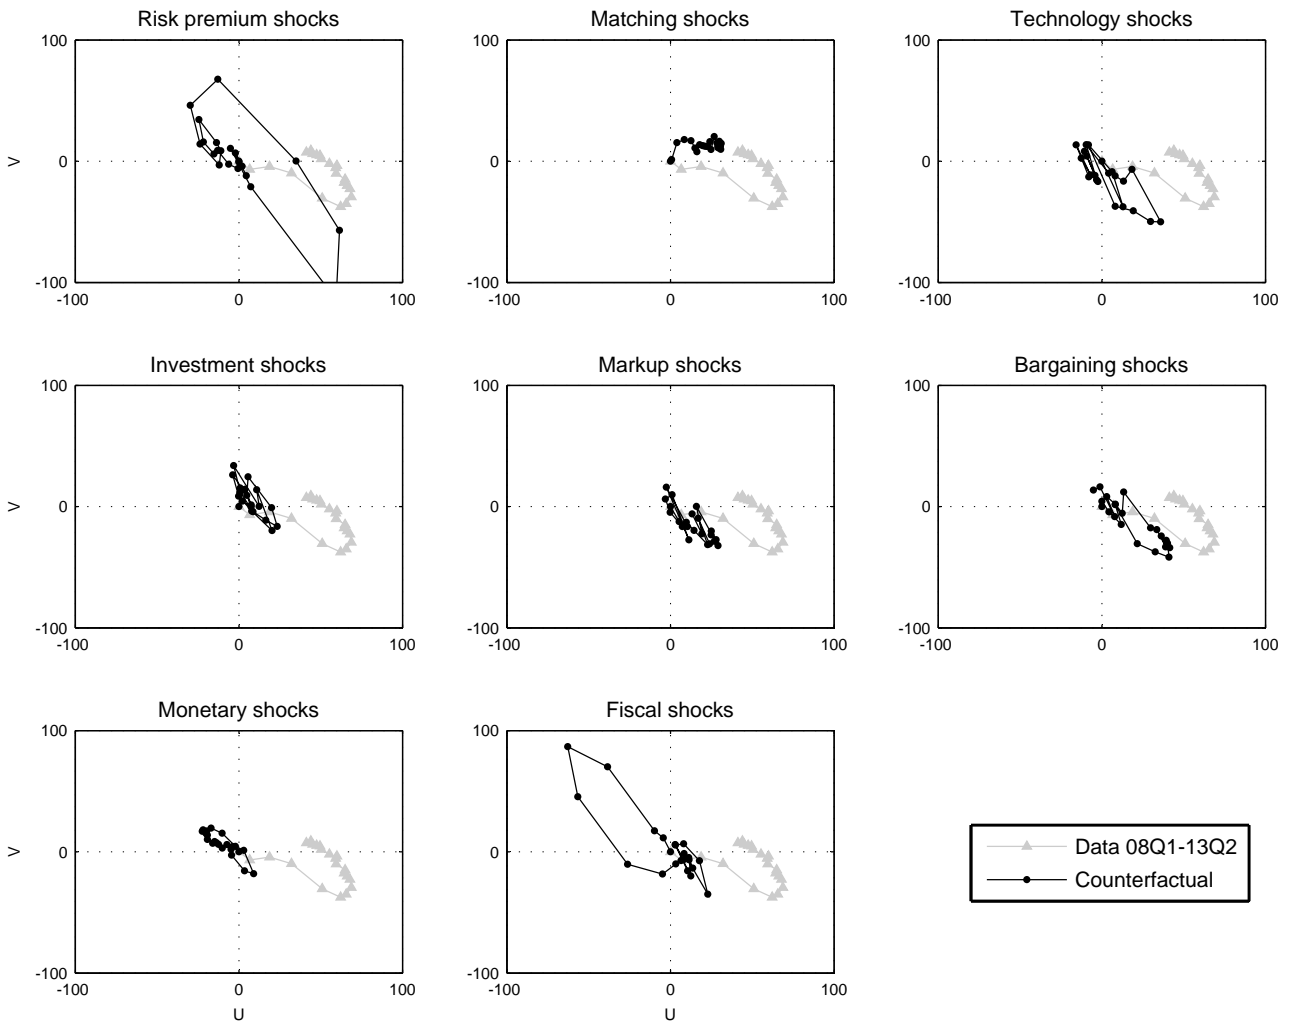 Risk premium shocks
Matching shocks
Technology shocks
100
100
100
V
0
0
0
-100
-100
-100
-100 0 100
-100 0 100
-100 0 100
Investment shocks
Markup shocks
Bargaining shocks
100
100
100
V
0
0
0
-100
-100
-100
-100 0 100
-100 0 100
-100 0 100
Monetary shocks
Fiscal shocks
100
100
V
0
0
-100
-100
-100 0 100
-100 0 100
U
U
Data 08Q1-13Q2
Counterfactual